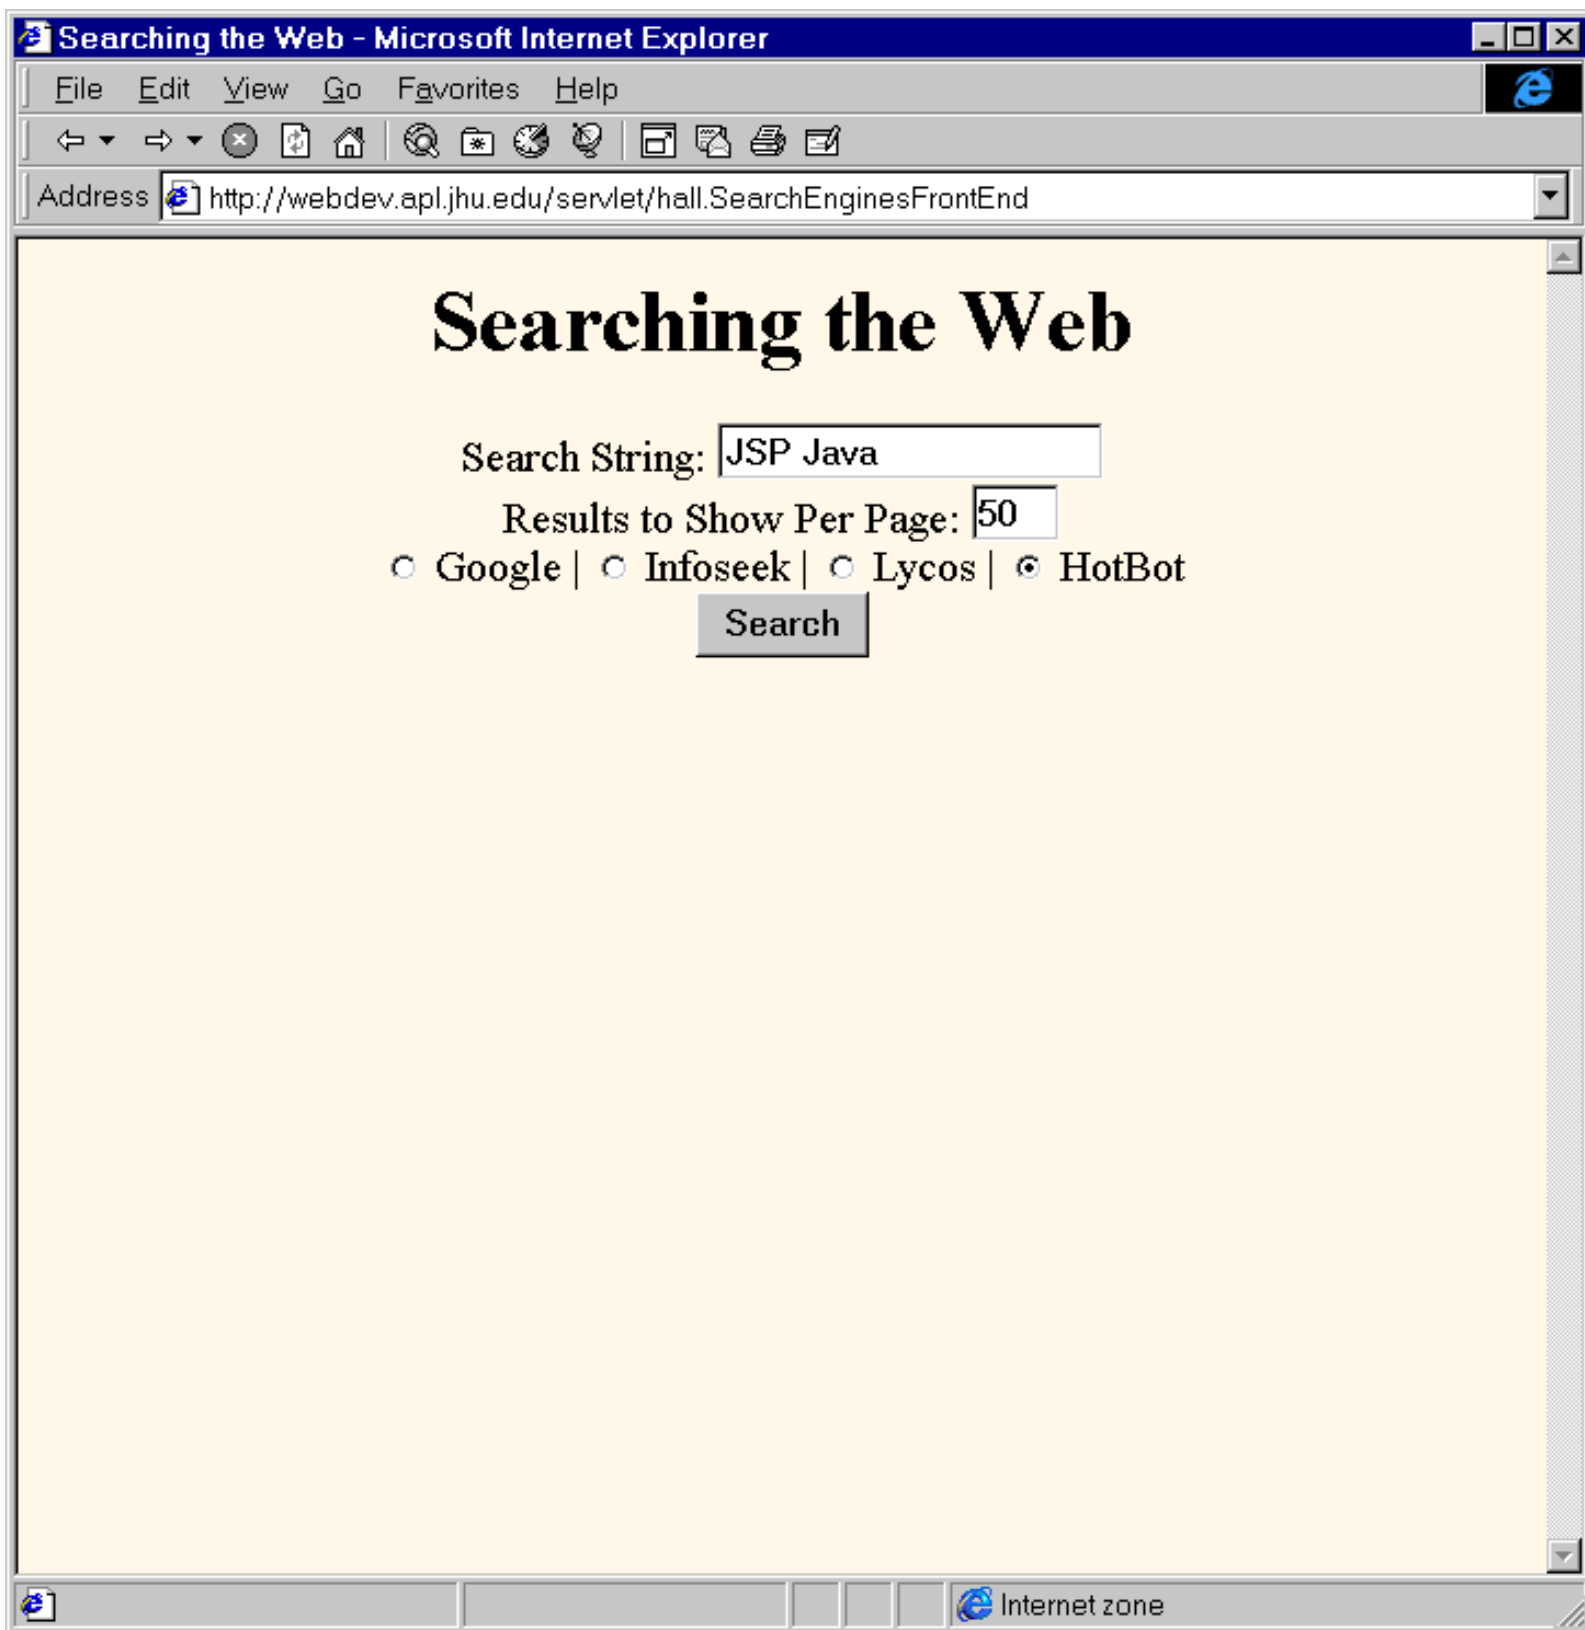 Searching the Web - Microsoft Internet Explorer
File Edit View Go Favorites Help
Address http://webdev.apl.jhu.edu/servlet/hall.SearchEnginesFrontEnd
Searching the Web
Search String: JSP Java
Results to Show Per Page: 50
Google | Infoseek | Lycos | HotBot
Search
Internet zone